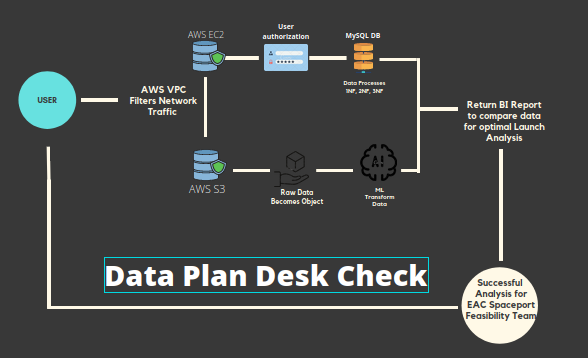 AWS EC2
User
authorization
MySQL DB
Data Processes
1NF, 2NF, 3NF
USER
AWS VPC
Filters Network
Traffic
Return BI Report
to compare data
for optimal Launch
Analysis
AWS S3
Raw Data
Becomes Object
AI
ML
Transform
Data
Data Plan Desk Check
Successful
Analysis for
EAC Spaceport
Feasibility Team